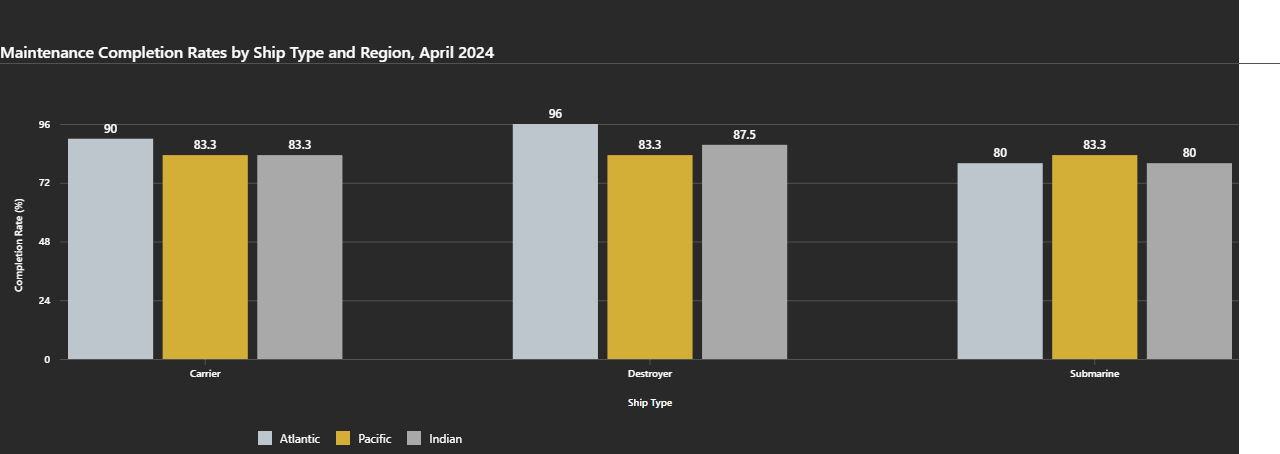 Maintenance Completion Rates by Ship Type and Region, April 2024
96
72
48
24
0
Completion Rate (%)
90
83.3
83.3
96
83.3
87.5
80
83.3
80
Carrier
Destroyer
Submarine
Ship Type
Atlantic
Pacific
Indian